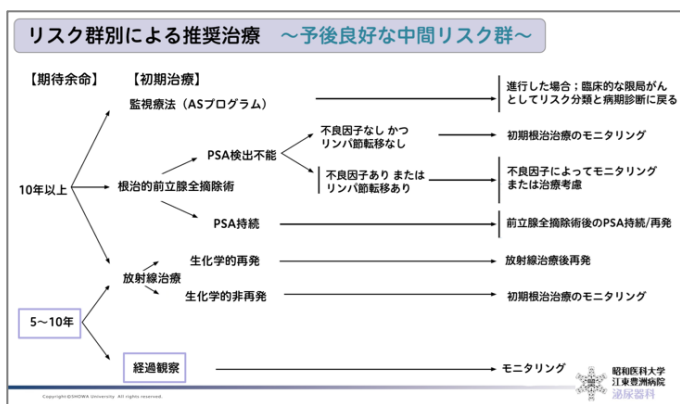 リスク群別による推奨治療 〜予後良好な中間リスク群〜
【期待余命】 【初期治療】
監視療法（ASプログラム）
進行した場合；臨床的な限局がん
としてリスク分類と病期診断に戻る
10年以上
根治的前立腺全摘除術
PSA検出不能
不良因子なし かつ
リンパ節転移なし
初期根治治療のモニタリング
不良因子あり または
リンパ節転移あり
不良因子によってモニタリング
または治療考慮
PSA持続
前立腺全摘除術後のPSA持続/再発
放射線治療
生化学的再発
放射線治療後再発
生化学的非再発
初期根治治療のモニタリング
5〜10年
経過観察
モニタリング
昭和医科大学
江東豊洲病院
泌尿器科
Copyright©SHOWA University All rights reserved.